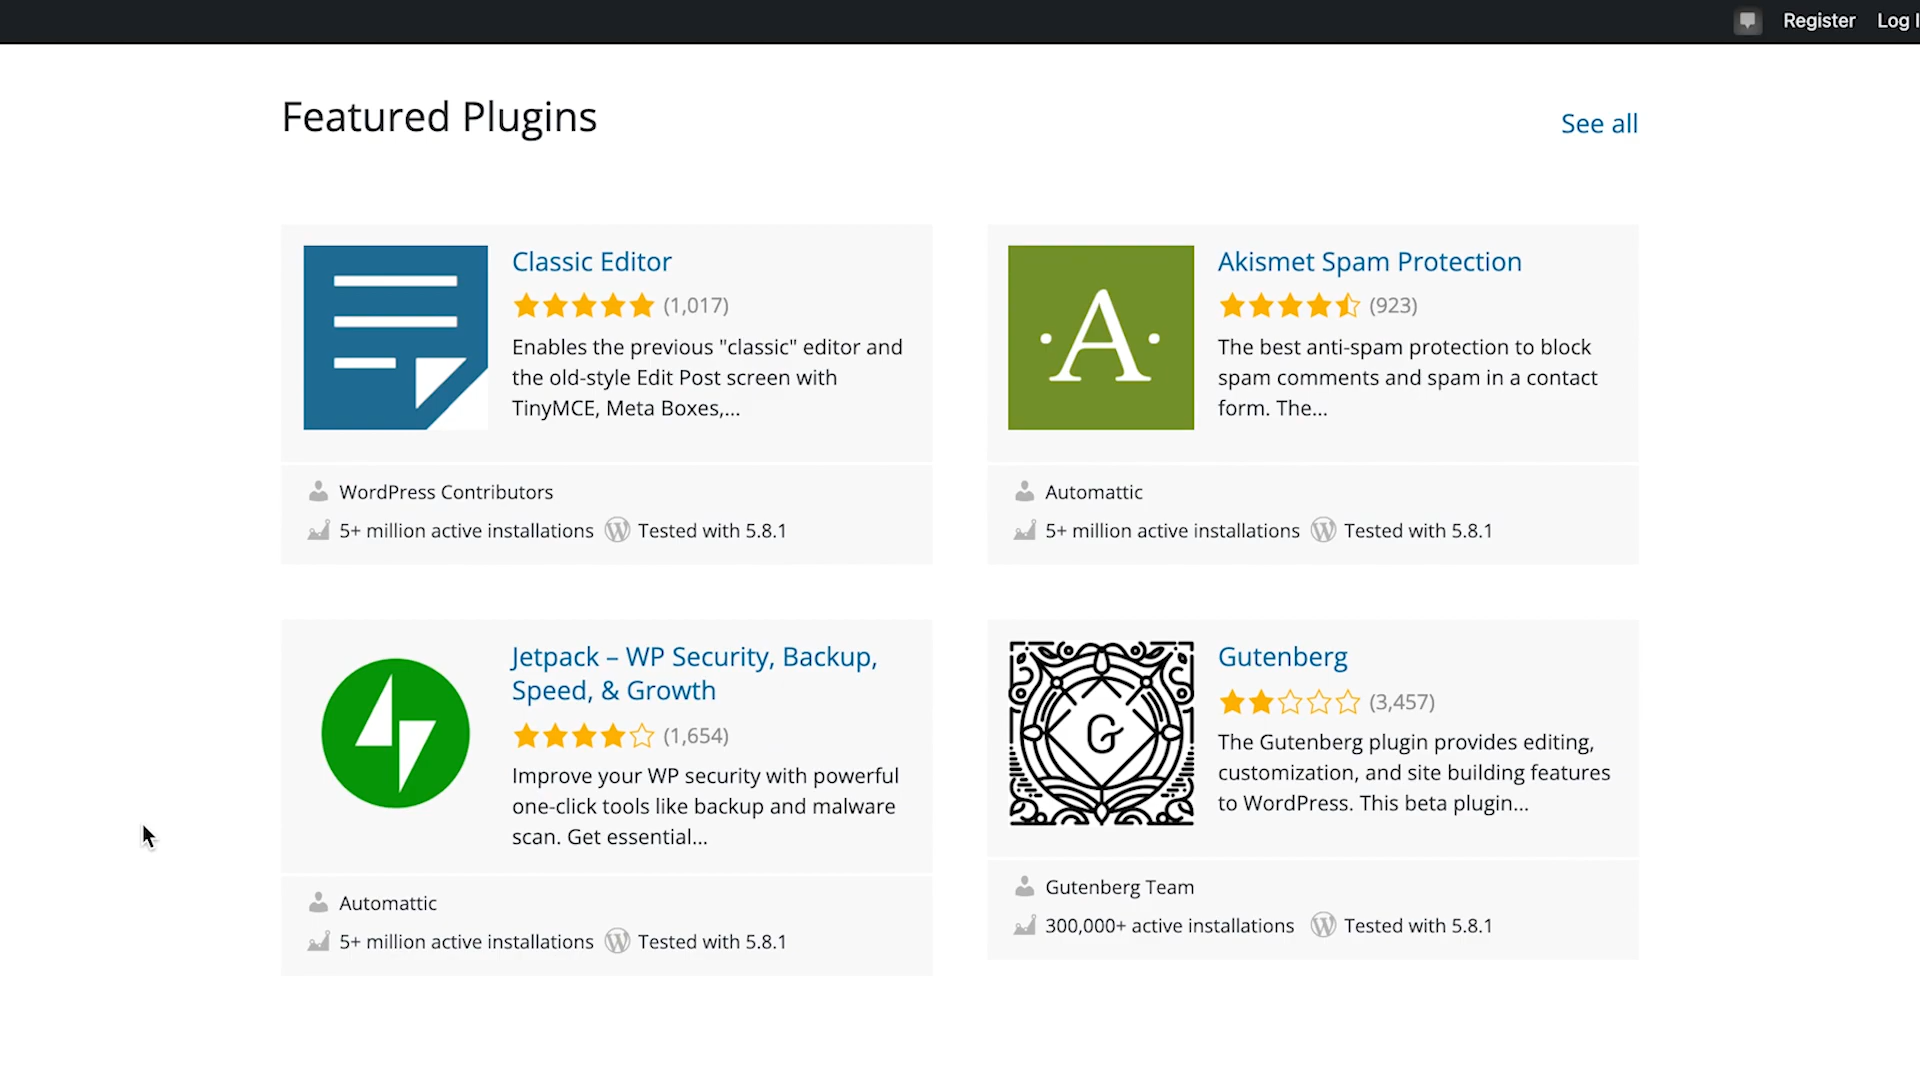 Register
Log I
Featured Plugins
See all
Classic Editor
(1,017)
Enables the previous "classic" editor and
the old-style Edit Post screen with
TinyMCE, Meta Boxes,...
WordPress Contributors
5+ million active installations
Tested with 5.8.1
A
Akismet Spam Protection
(923)
The best anti-spam protection to block
spam comments and spam in a contact
form. The...
Automattic
5+ million active installations
Tested with 5.8.1
Jetpack – WP Security, Backup,
Speed, & Growth
(1,654)
Improve your WP security with powerful
one-click tools like backup and malware
scan. Get essential...
Automattic
5+ million active installations
Tested with 5.8.1
G
Gutenberg
(3,457)
The Gutenberg plugin provides editing,
customization, and site building features
to WordPress. This beta plugin...
Gutenberg Team
300,000+ active installations
Tested with 5.8.1